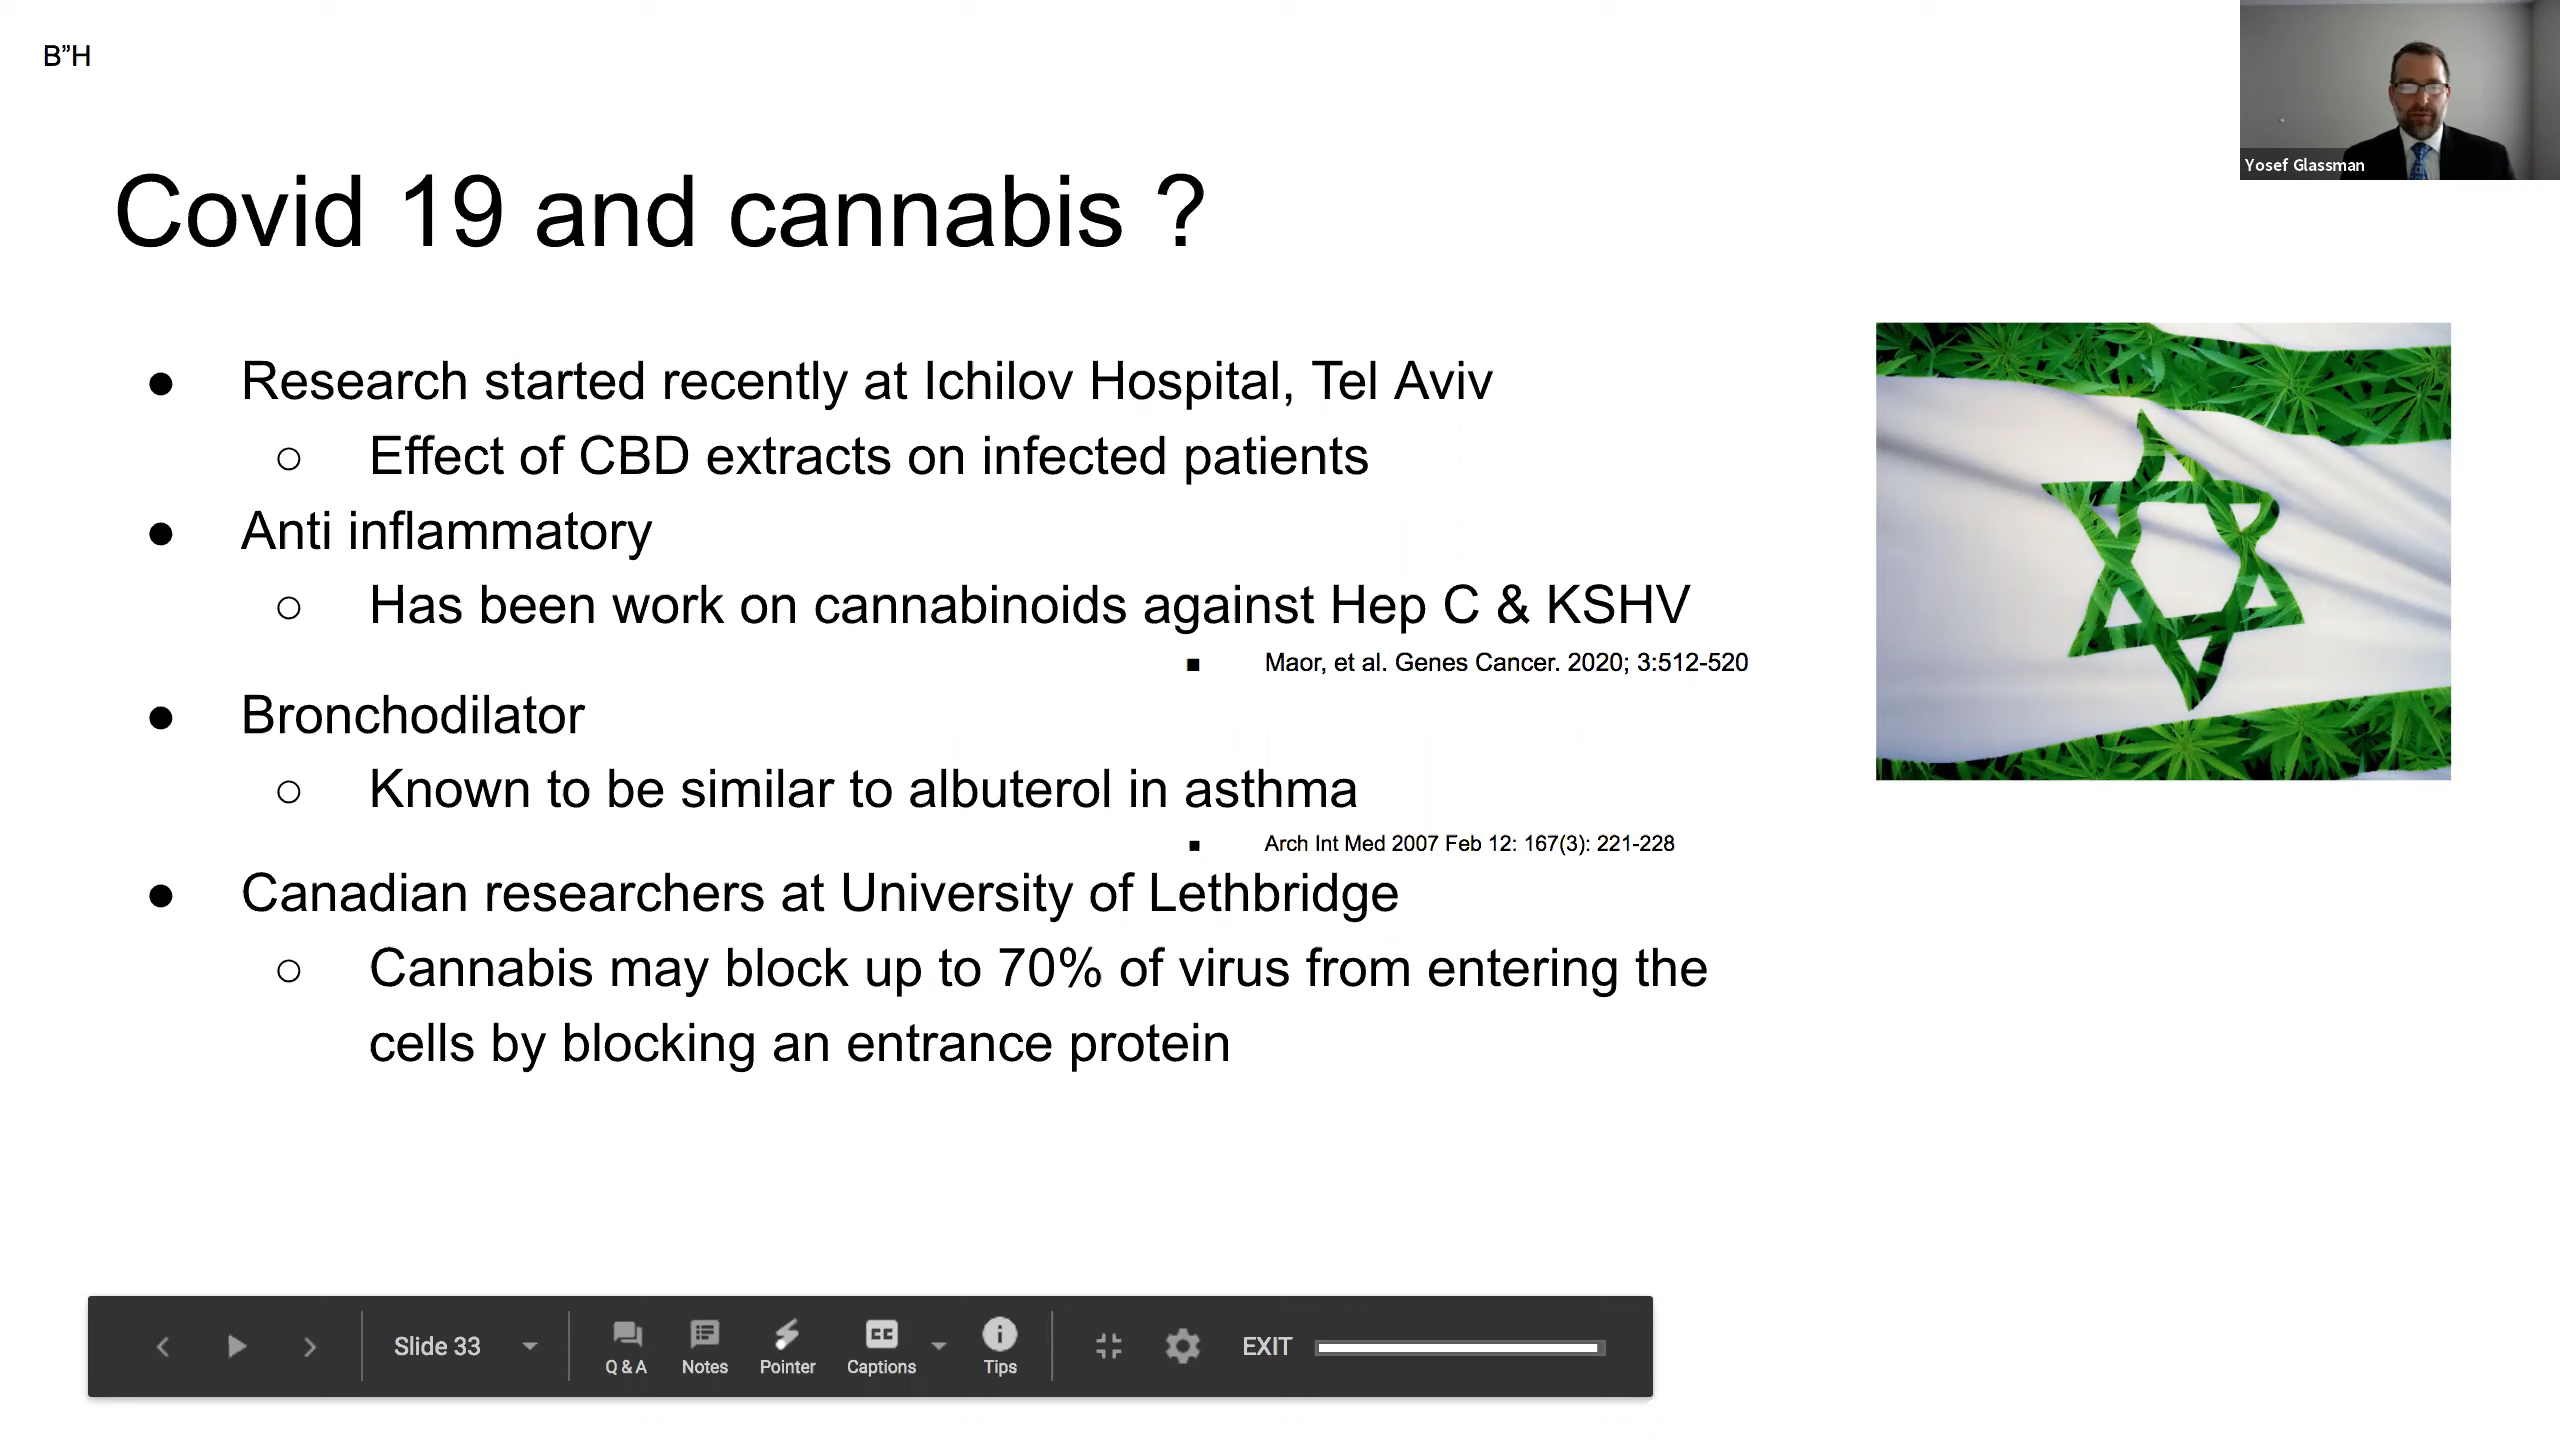 B”H
Yosef Glassman
Covid 19 and cannabis ?
● Research started recently at Ichilov Hospital, Tel Aviv
○ Effect of CBD extracts on infected patients
● Anti inflammatory
○ Has been work on cannabinoids against Hep C & KSHV
■ Maor, et al. Genes Cancer. 2020; 3:512-520
● Bronchodilator
○ Known to be similar to albuterol in asthma
■ Arch Int Med 2007 Feb 12: 167(3): 221-228
● Canadian researchers at University of Lethbridge
○ Cannabis may block up to 70% of virus from entering the
cells by blocking an entrance protein
Slide 33
Q & A
Notes
Pointer
CC
Captions
Tips
EXIT